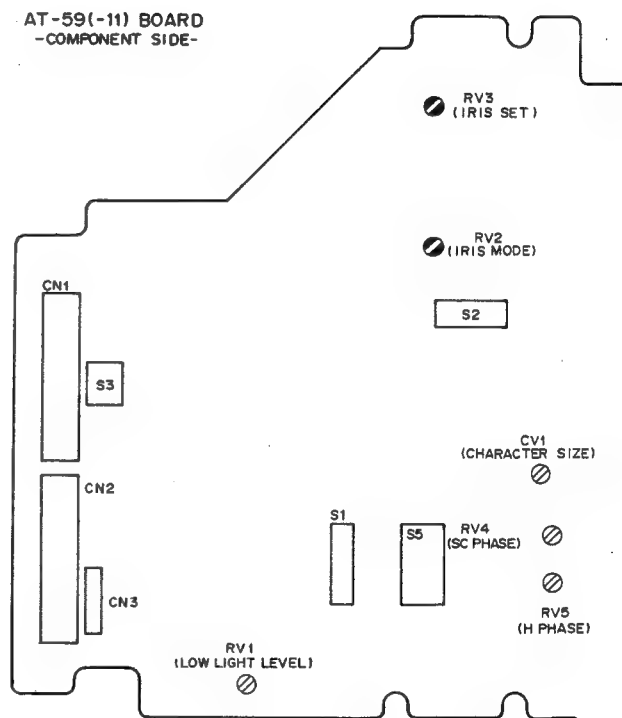 AT-59(-11) BOARD
-COMPONENT SIDE-
RV3
(IRIS SET)
RV2
(IRIS MODE)
CN1
S2
S3
CV1
(CHARACTER SIZE)
CN2
S1
S5
RV4
(SC PHASE)
CN3
RV5
(H PHASE)
RV1
(LOW LIGHT LEVEL)